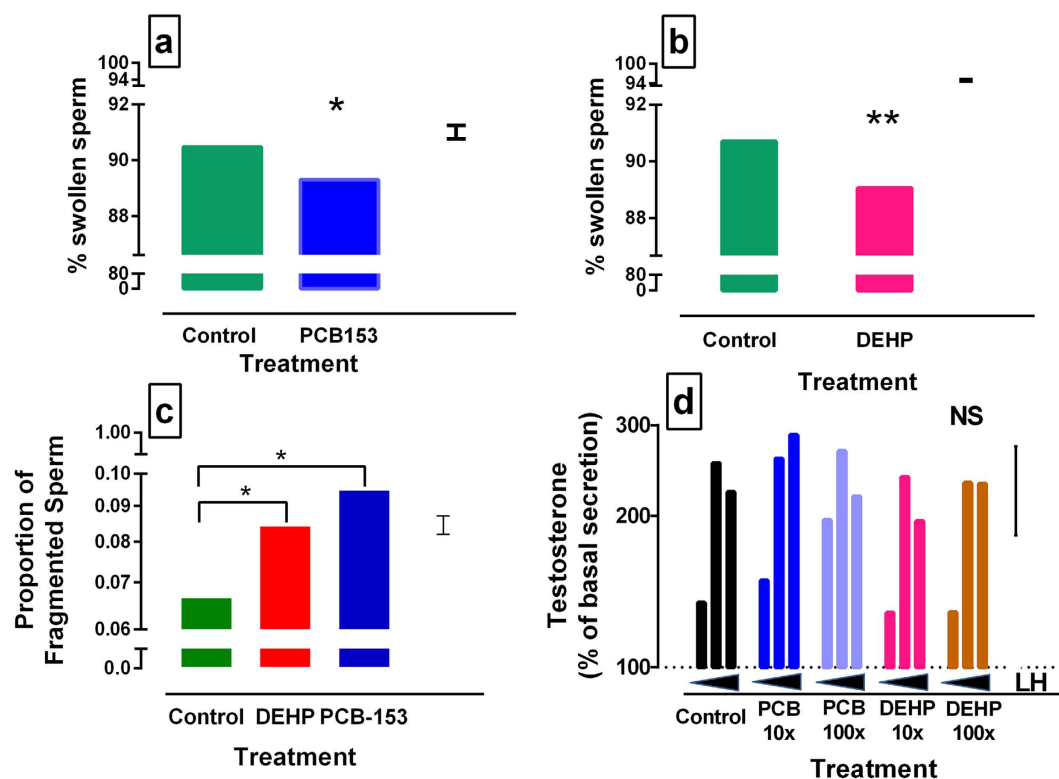 a
% swollen sperm
100
94
92
90
88
80
0
*
Control PCB153
Treatment
b
% swollen sperm
100
94
92
90
88
80
0
**
Control DEHP
Treatment
c
Proportion of
Fragmented Sperm
1.00
0.10
0.09
0.08
0.07
0.06
0.0
*
*
Control DEHP PCB-153
Treatment
d
Testosterone
(% of basal secretion)
300
200
100
NS
LH
Control PCB 10x PCB 100x DEHP 10x DEHP 100x
Treatment